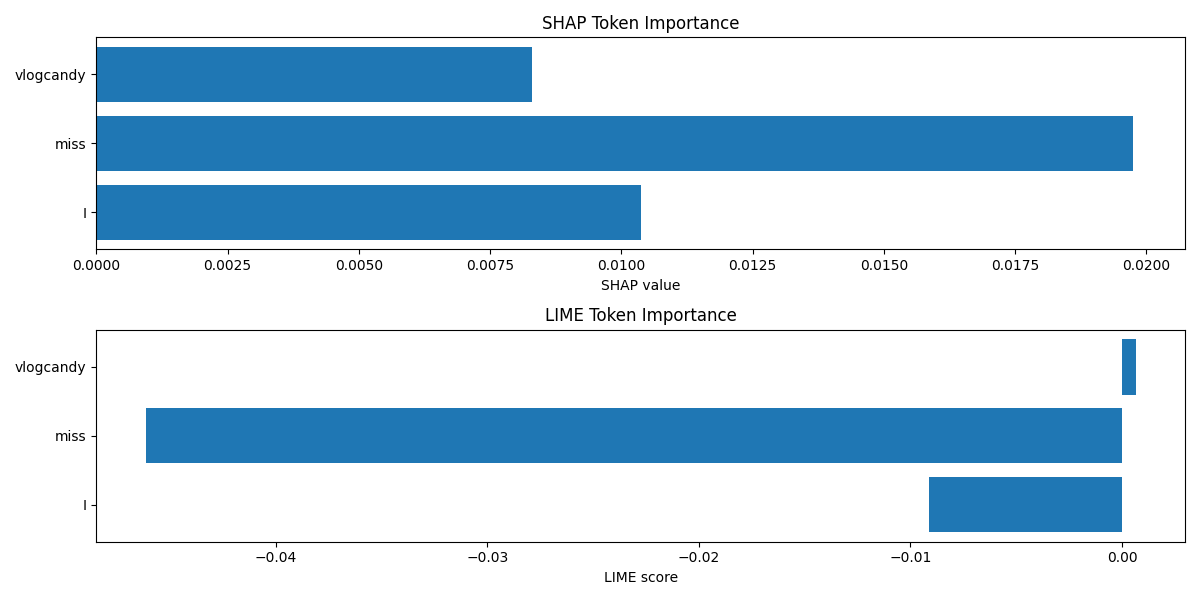 SHAP Token Importance
vlogcandy
miss
I
0.0000 0.0025 0.0050 0.0075 0.0100 0.0125 0.0150 0.0175 0.0200
SHAP value
LIME Token Importance
vlogcandy
miss
I
−0.04 −0.03 −0.02 −0.01 0.00
LIME score